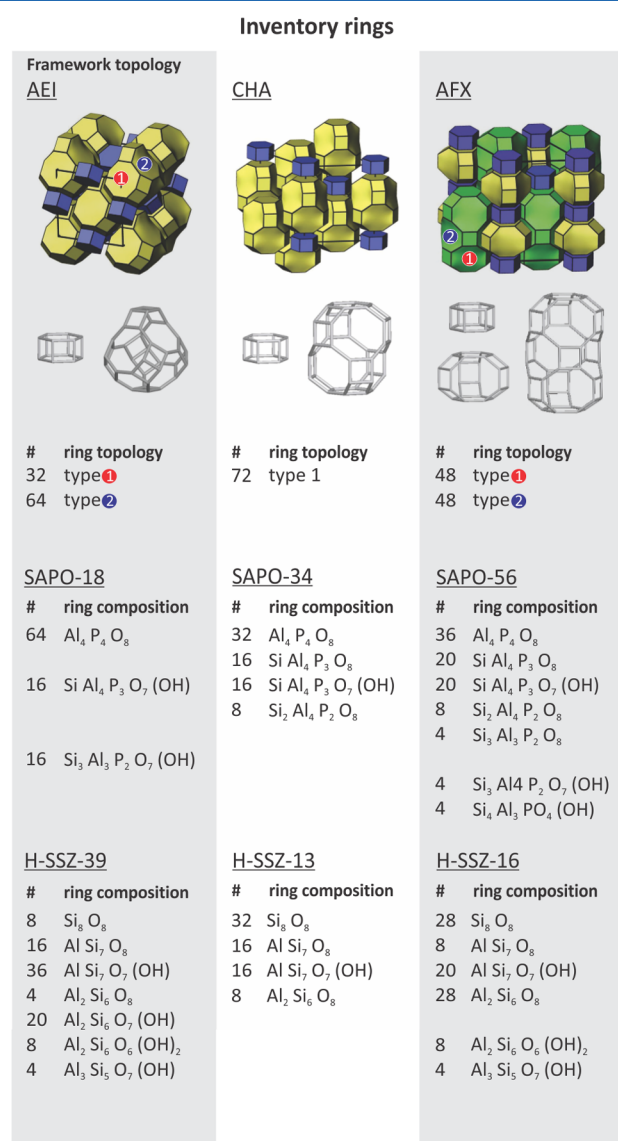 Inventory rings
Framework topology
AEI
CHA
AFX
1
2
2
1
# ring topology
32 type 1
64 type 2
# ring topology
72 type 1
# ring topology
48 type 1
48 type 2
SAPO-18
# ring composition
64 Al₄ P₄ O₈
16 Si Al₄ P₃ O₇ (OH)
16 Si₃ Al₃ P₂ O₇ (OH)
SAPO-34
# ring composition
32 Al₄ P₄ O₈
16 Si Al₄ P₃ O₈
16 Si Al₄ P₃ O₇ (OH)
8 Si₂ Al₄ P₂ O₈
SAPO-56
# ring composition
36 Al₄ P₄ O₈
20 Si Al₄ P₃ O₈
20 Si Al₄ P₃ O₇ (OH)
8 Si₂ Al₄ P₂ O₈
4 Si₃ Al₃ P₂ O₈
4 Si₃ Al4 P₂ O₇ (OH)
4 Si₄ Al₃ PO₄ (OH)
H-SSZ-39
# ring composition
8 Si₈ O₈
16 Al Si₇ O₈
36 Al Si₇ O₇ (OH)
4 Al₂ Si₆ O₈
20 Al₂ Si₆ O₇ (OH)
8 Al₂ Si₆ O₆ (OH)₂
4 Al₃ Si₅ O₇ (OH)
H-SSZ-13
# ring composition
32 Si₈ O₈
16 Al Si₇ O₈
16 Al Si₇ O₇ (OH)
8 Al₂ Si₆ O₈
H-SSZ-16
# ring composition
28 Si₈ O₈
8 Al Si₇ O₈
20 Al Si₇ O₇ (OH)
28 Al₂ Si₆ O₈
8 Al₂ Si₆ O₆ (OH)₂
4 Al₃ Si₅ O₇ (OH)